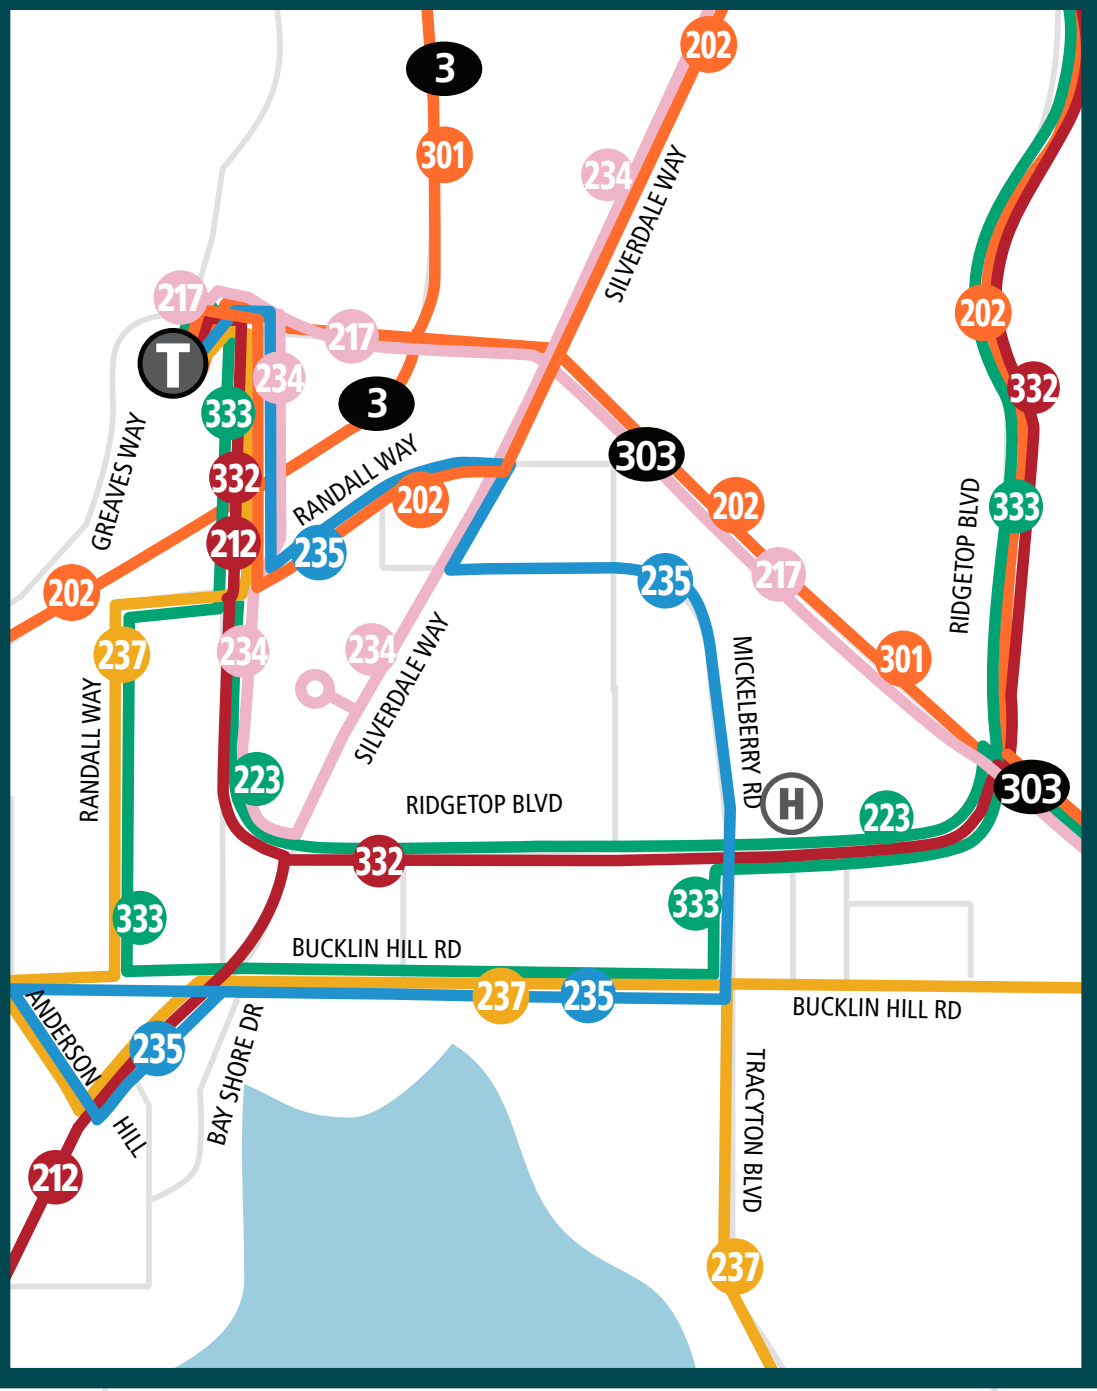 202
3
301
234
SILVERDALE WAY
217
202
217
T
234
332
3
333
GREAVES WAY
RANDALL WAY
303
332
202
202
333
212
235
RIDGETOP BLVD
217
235
202
234
234
237
SILVERDALE WAY
MICKELBERRY RD
301
RANDALL WAY
223
303
RIDGETOP BLVD
H
223
332
333
333
BUCKLIN HILL RD
237
235
BUCKLIN HILL RD
ANDERSON
HILL
235
BAY SHORE DR
TRACYTON BLVD
212
237